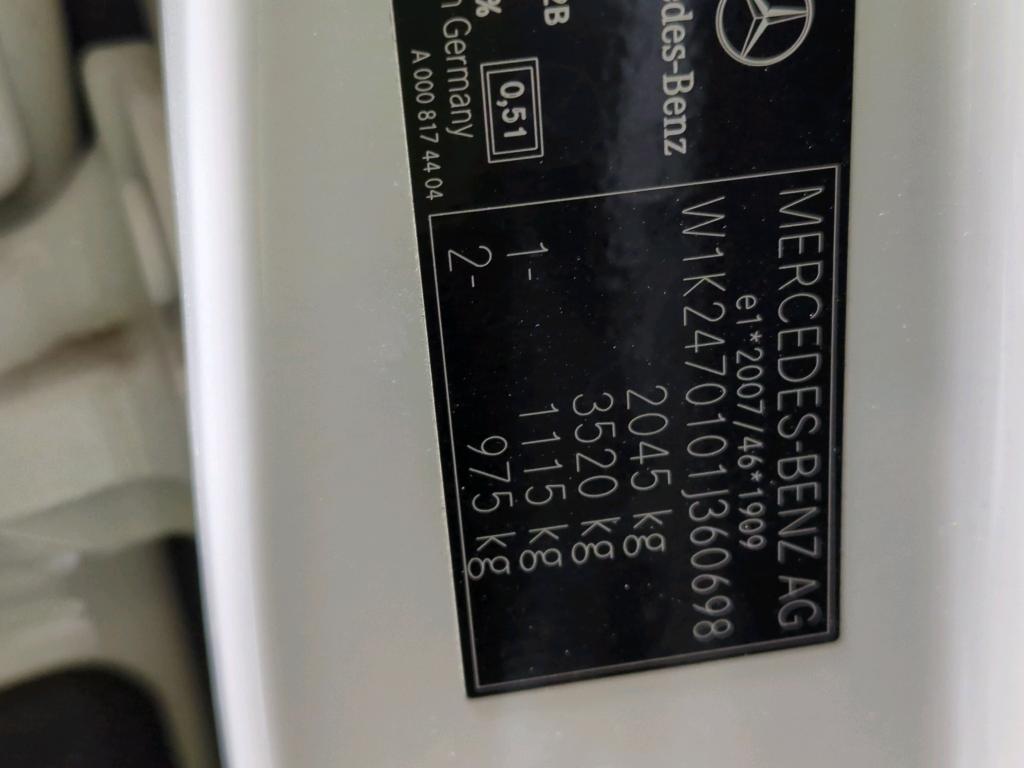 MERCEDES-BENZ AG
e1*2007/46*1909
W1K2470101J360698
2045 kg
3520 kg
1- 1115 kg
2- 975 kg
des-Benz
2B
%
0,51
n Germany
A 000 817 44 04